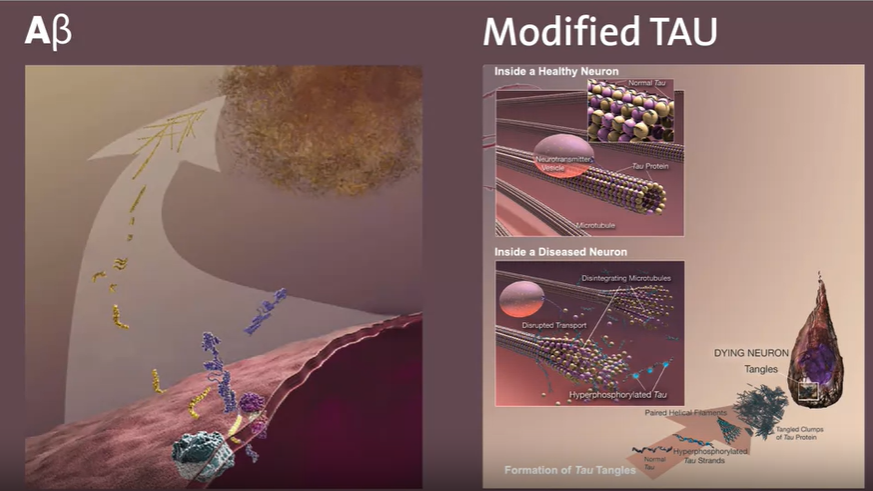 Aβ
Modified TAU
Inside a Healthy Neuron
Normal Tau
Neurotransmitter
Vesicle
Tau Protein
Microtubule
Inside a Diseased Neuron
Disintegrating Microtubules
Disrupted Transport
Hyperphosphorylated Tau
DYING NEURON
Tangles
Paired Helical Filaments
Tangled Clumps
of Tau Protein
Hyperphosphorylated
Tau Strands
Normal
Tau
Formation of Tau Tangles